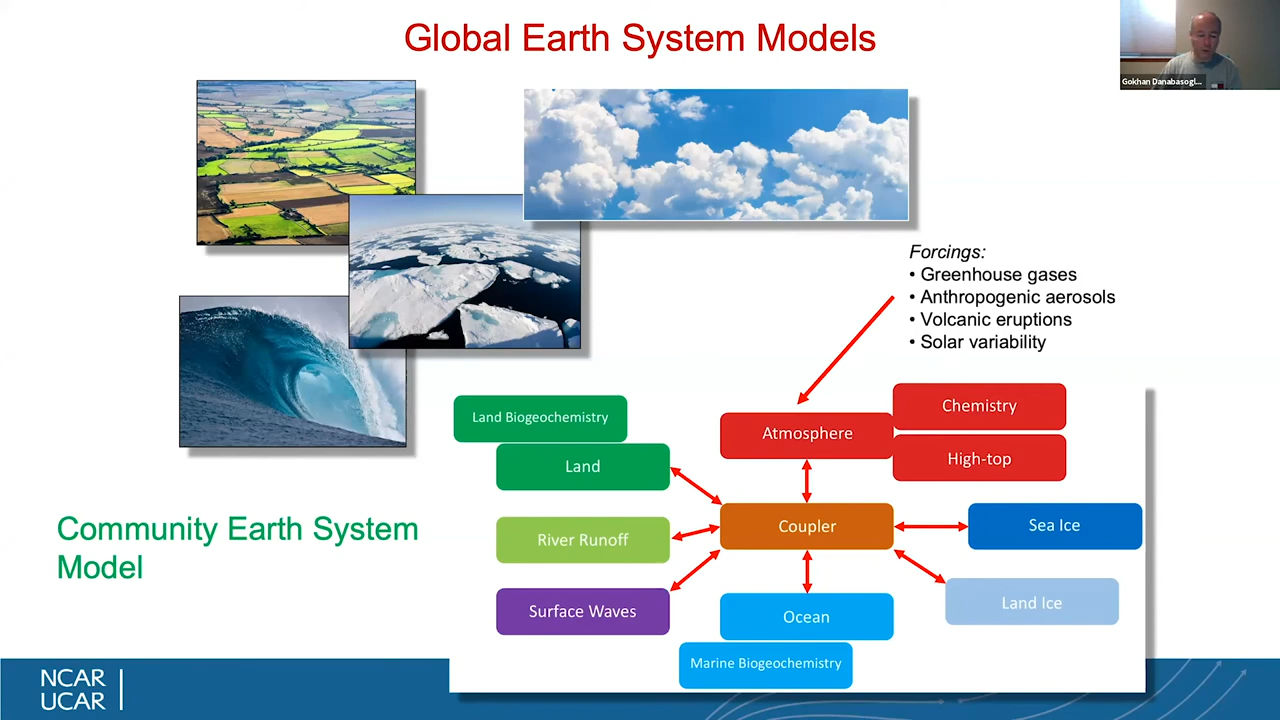 Global Earth System Models
Gokhan Danabasogl...
Forcings:
• Greenhouse gases
• Anthropogenic aerosols
• Volcanic eruptions
• Solar variability
Land Biogeochemistry
Land
River Runoff
Surface Waves
Atmosphere
Chemistry
High-top
Coupler
Sea Ice
Land Ice
Ocean
Marine Biogeochemistry
Community Earth System
Model
NCAR
UCAR